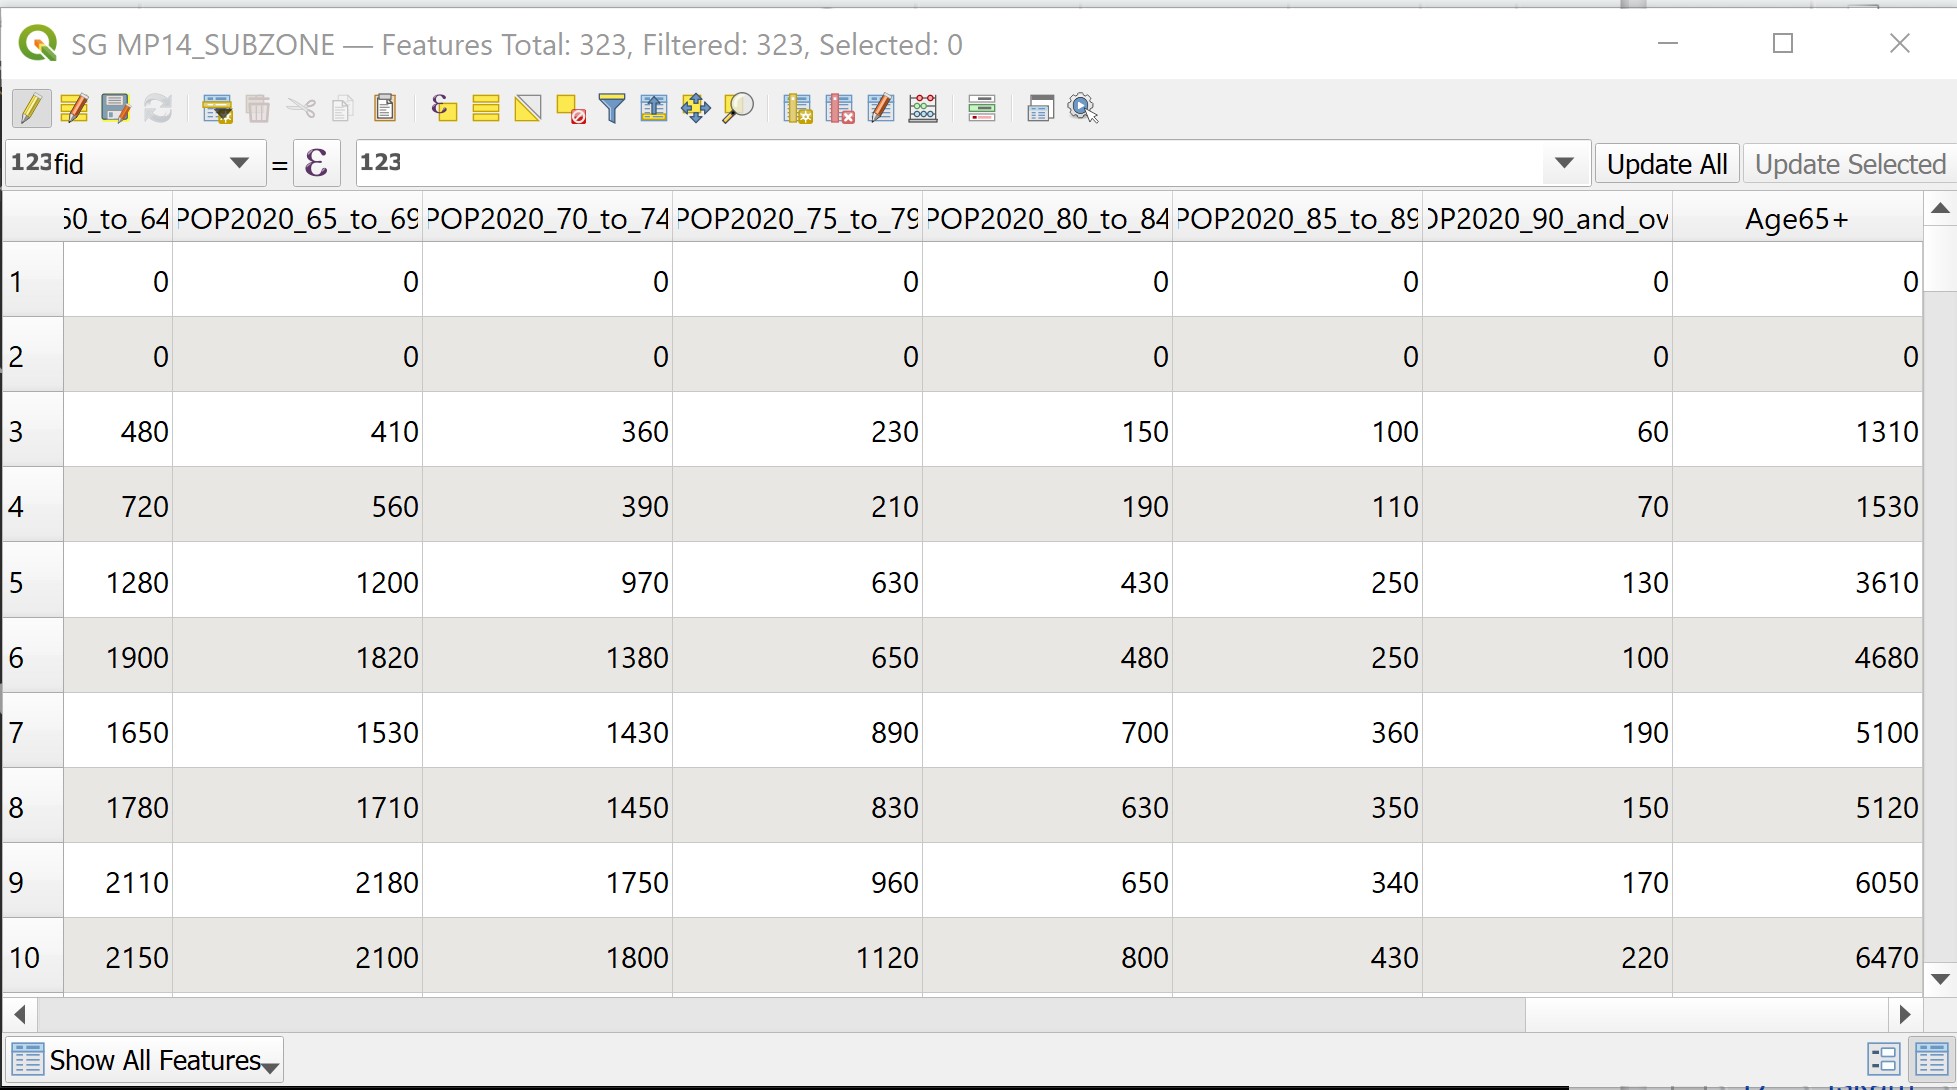 SG MP14_SUBZONE — Features Total: 323, Filtered: 323, Selected: 0
123 fid = ε 123 Update All Update Selected
60_to_64 POP2020_65_to_69 POP2020_70_to_74 POP2020_75_to_79 POP2020_80_to_84 POP2020_85_to_89 OP2020_90_and_ov Age65+
1 0 0 0 0 0 0 0 0
2 0 0 0 0 0 0 0 0
3 480 410 360 230 150 100 60 1310
4 720 560 390 210 190 110 70 1530
5 1280 1200 970 630 430 250 130 3610
6 1900 1820 1380 650 480 250 100 4680
7 1650 1530 1430 890 700 360 190 5100
8 1780 1710 1450 830 630 350 150 5120
9 2110 2180 1750 960 650 340 170 6050
10 2150 2100 1800 1120 800 430 220 6470
Show All Features